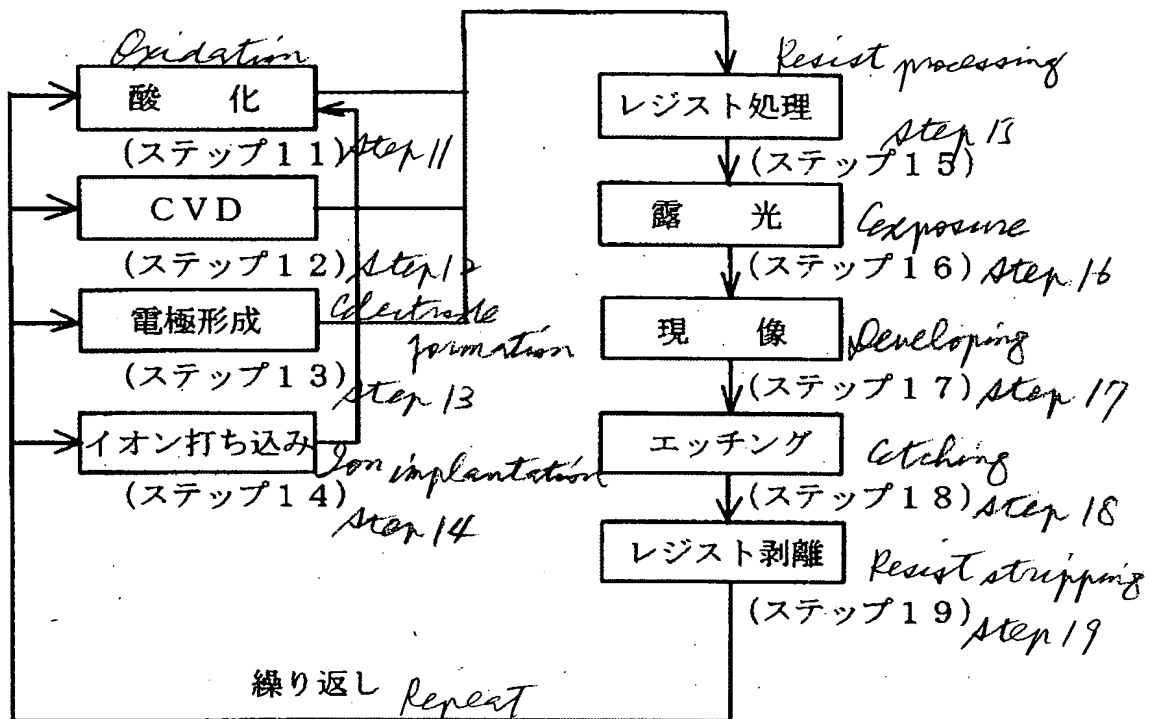 Oxidation
酸 化
(ステップ11) Step 11
CVD
(ステップ12) Step 12
電極形成 Electrode
formation
(ステップ13)
Step 13
イオン打ち込み Ion implantation
(ステップ14)
Step 14
Resist processing
レジスト処理
Step 15
(ステップ15)
露 光 Exposure
(ステップ16) Step 16
現 像 Developing
(ステップ17) Step 17
エッチング Etching
(ステップ18) Step 18
レジスト剥離 Resist stripping
(ステップ19) Step 19
繰り返し Repeat